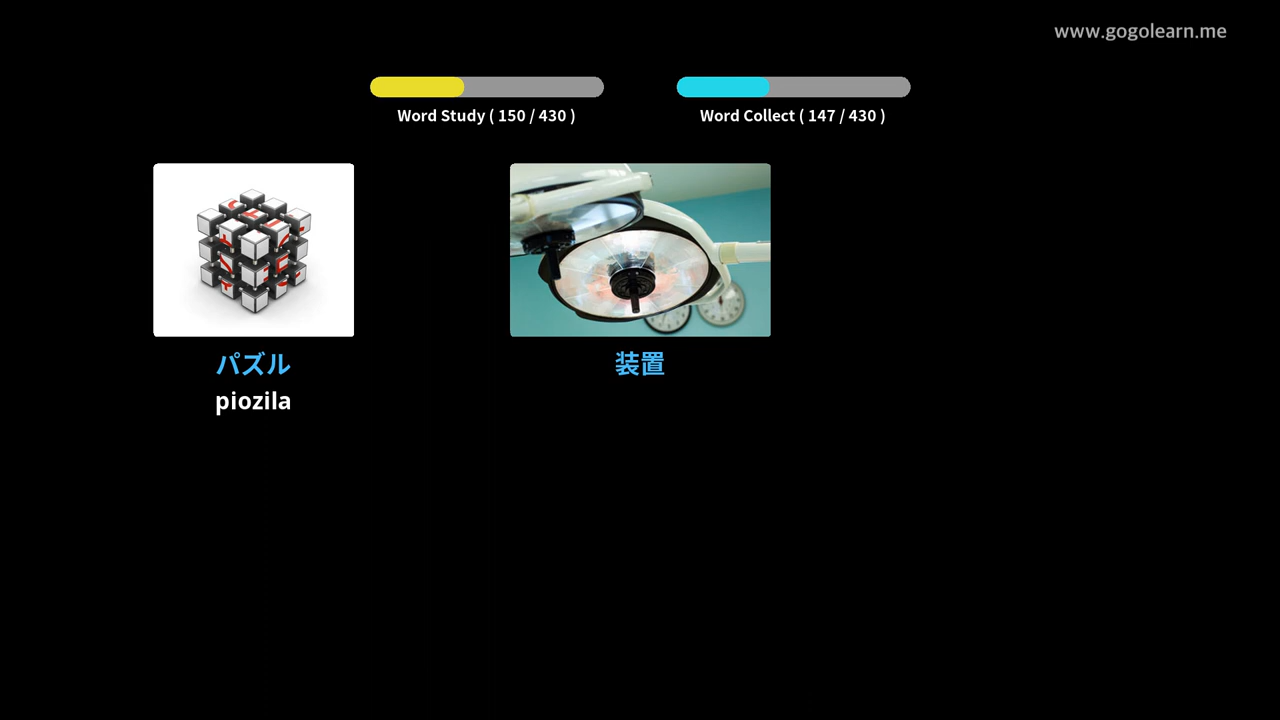 www.gogolearn.me
Word Study ( 150 / 430 )
Word Collect ( 147 / 430 )
パズル
装置
piozila